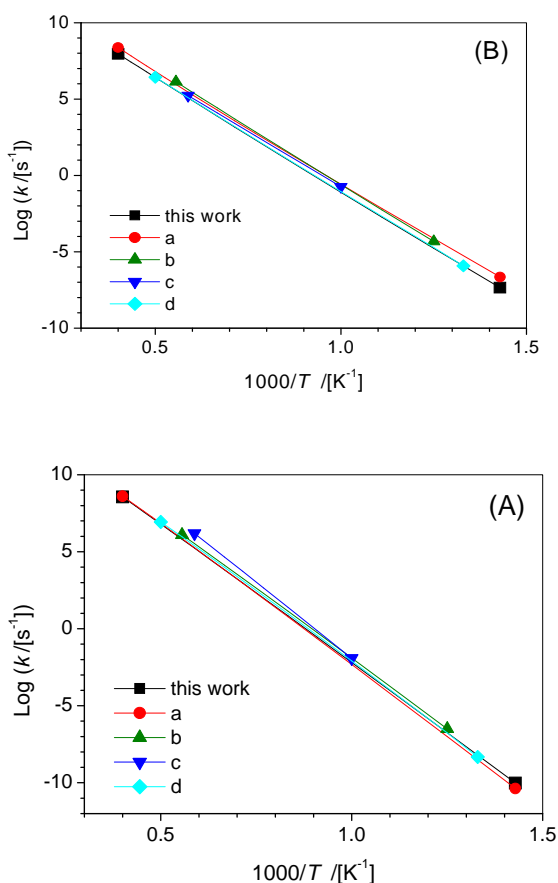 10
(B)
5
0
-5
-10
Log (k/[s⁻¹])
this work
a
b
c
d
0.5
1.0
1.5
1000/T /[K⁻¹]
10
(A)
5
0
-5
-10
Log (k/[s⁻¹])
this work
a
b
c
d
0.5
1.0
1.5
1000/T /[K⁻¹]